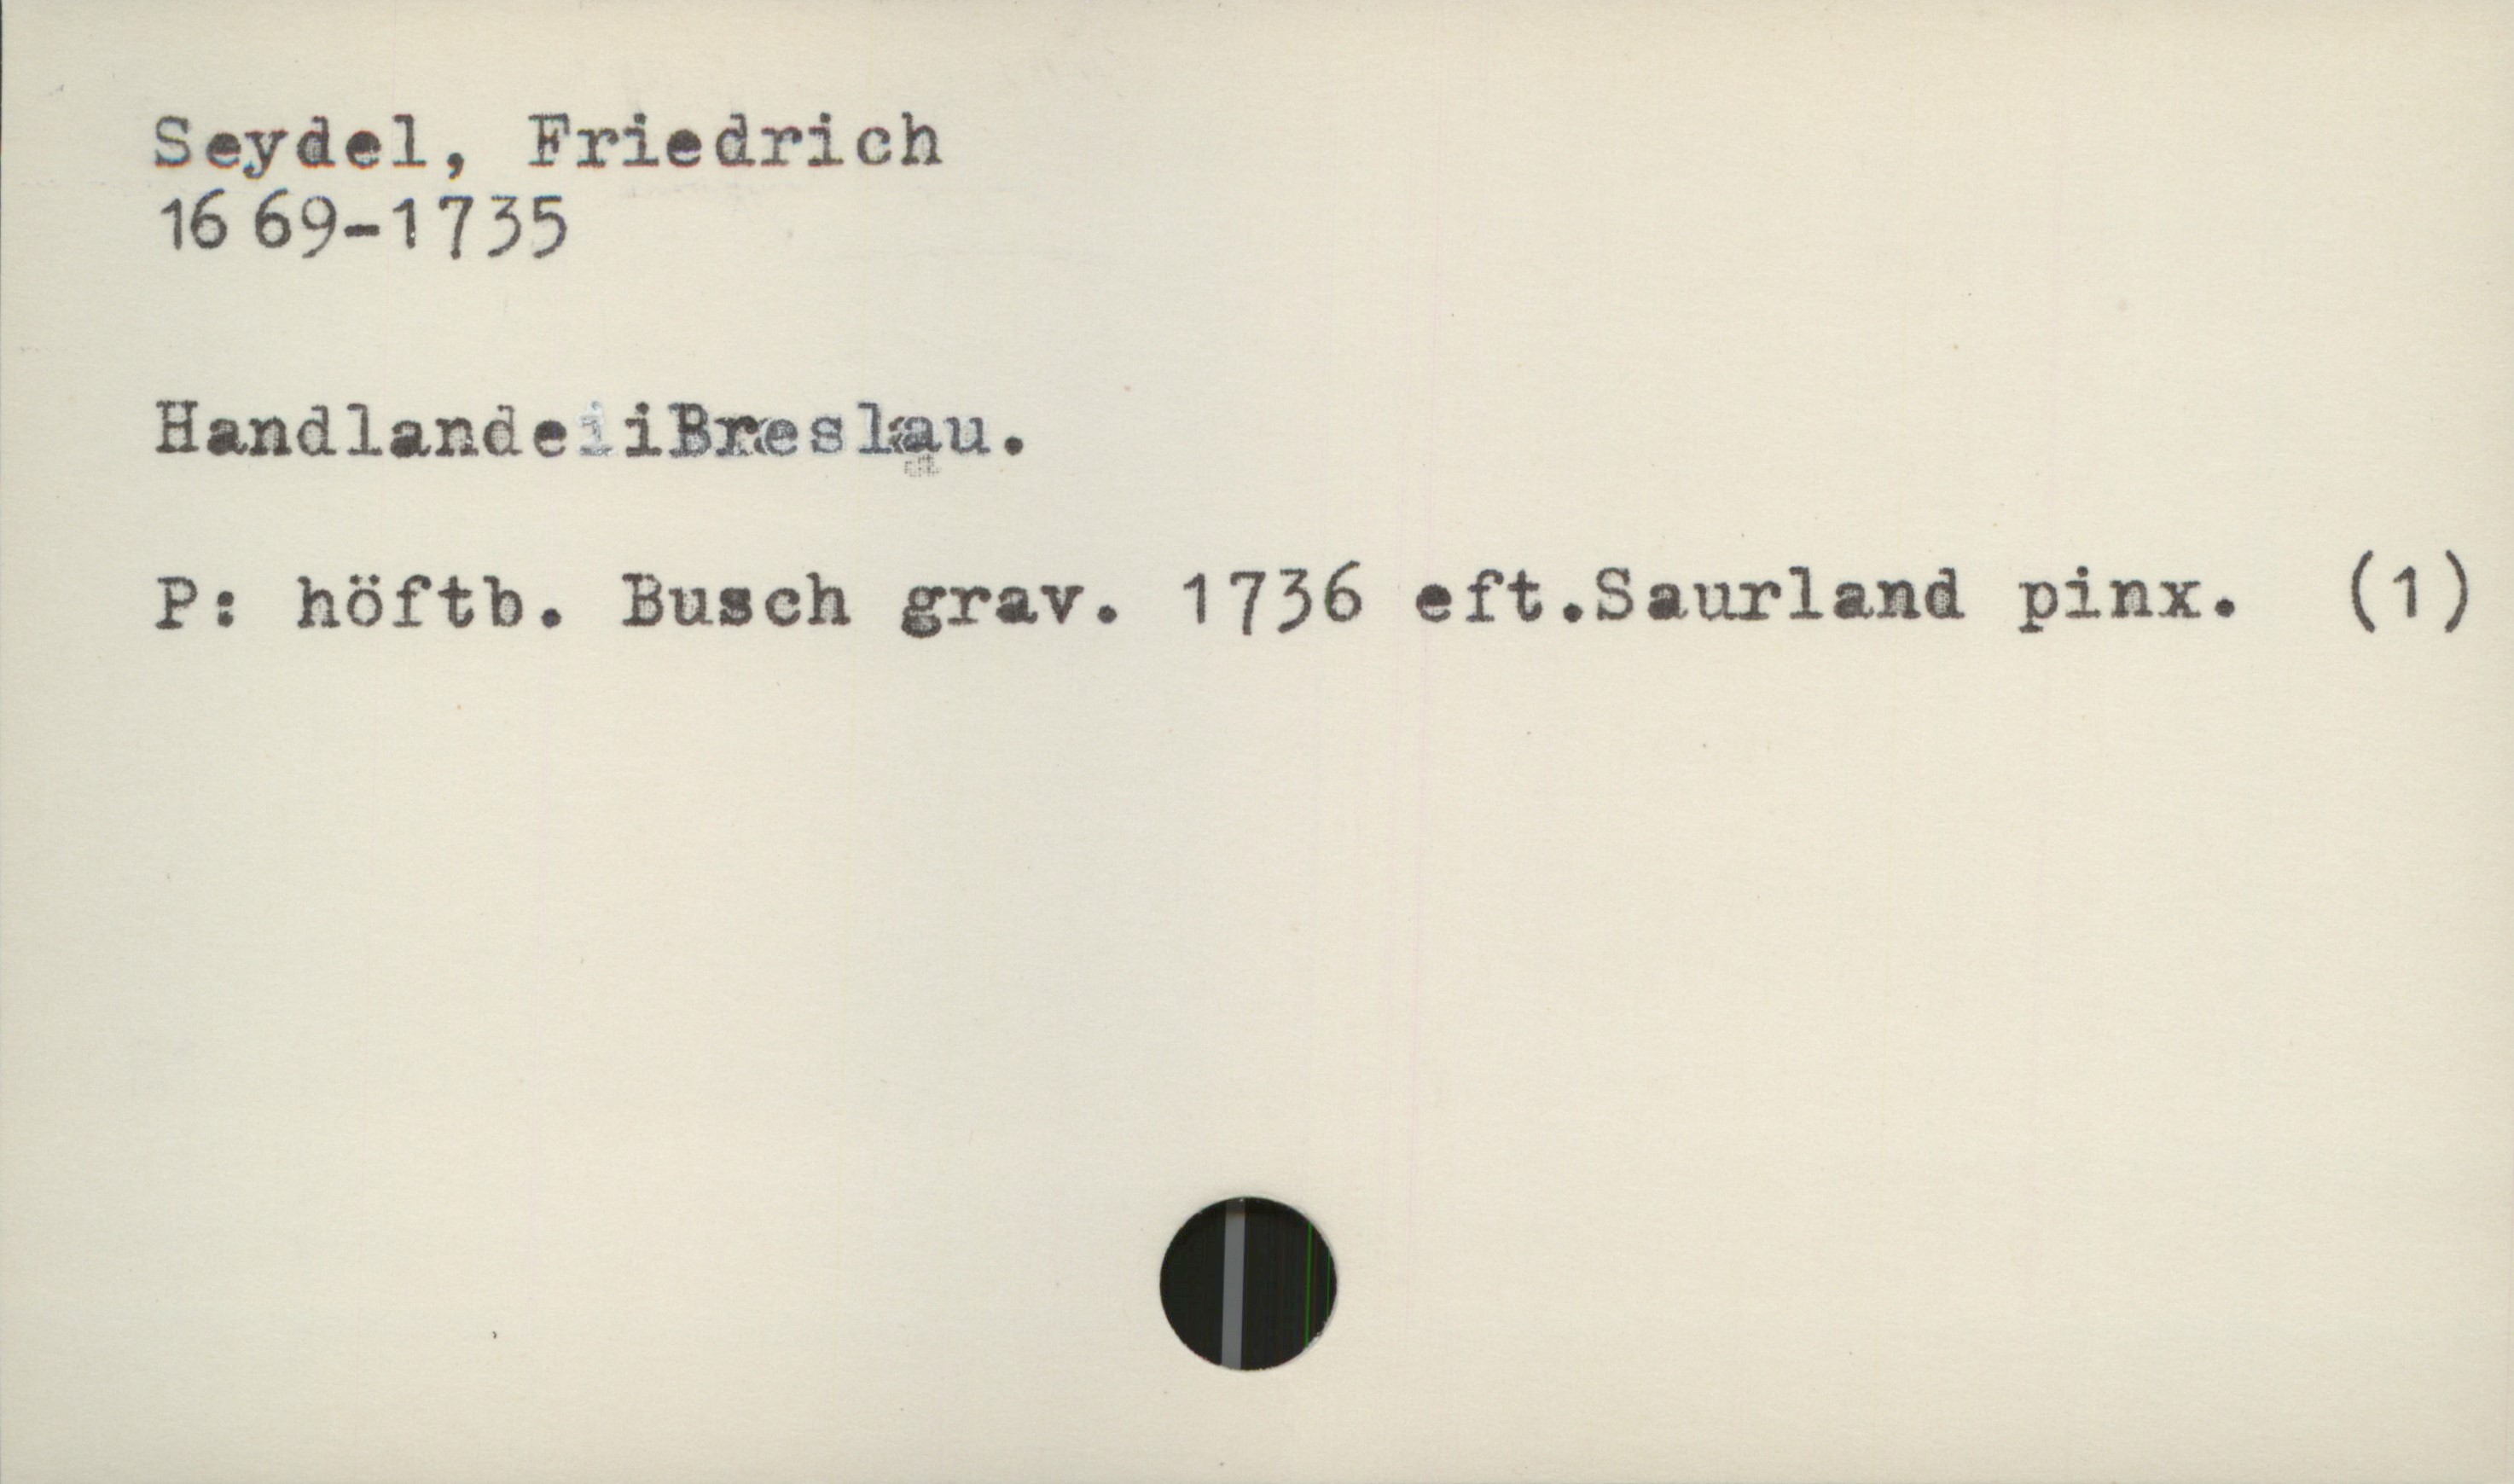 Seydel, Friedrich
1669-1735
Handlande i Breslau.
P: höftb. Busch grav. 1736 eft.Saurland pinx. (1)